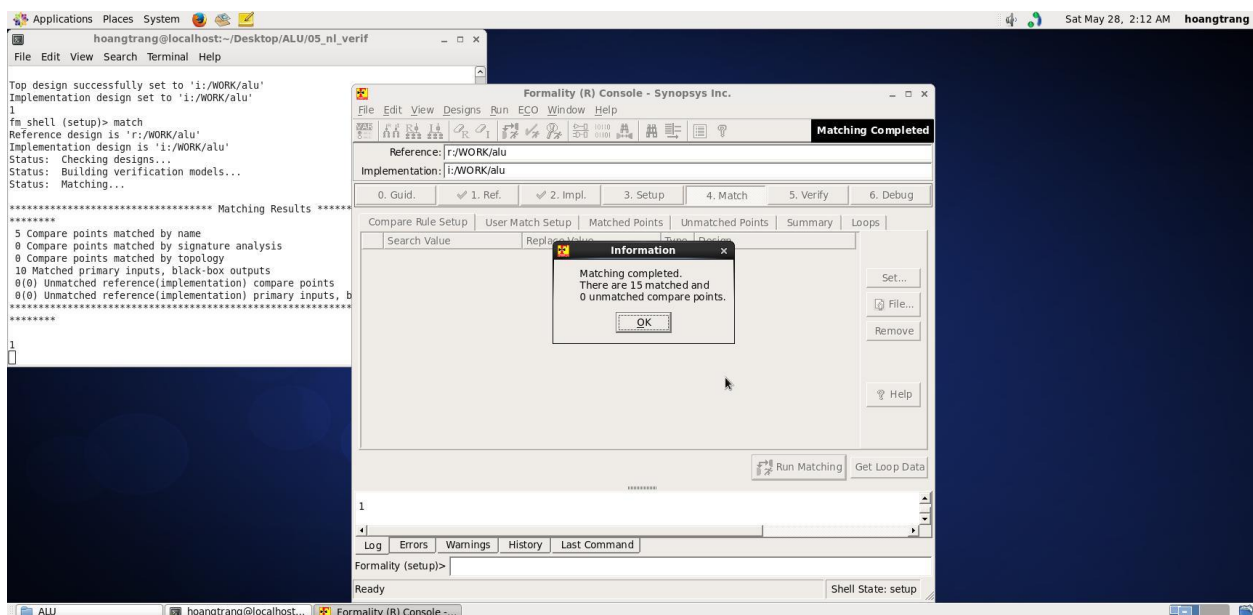 Applications Places System
Sat May 28, 2:12 AM hoangtrang
hoangtrang@localhost:~/Desktop/ALU/05_nl_verif
File Edit View Search Terminal Help
Top design successfully set to 'i:/WORK/alu'
Implementation design set to 'i:/WORK/alu'
1
fm_shell (setup)> match
Reference design is 'r:/WORK/alu'
Implementation design is 'i:/WORK/alu'
Status: Checking designs...
Status: Building verification models...
Status: Matching...
*********************************** Matching Results ******
********
5 Compare points matched by name
0 Compare points matched by signature analysis
0 Compare points matched by topology
10 Matched primary inputs, black-box outputs
0(0) Unmatched reference(implementation) compare points
0(0) Unmatched reference(implementation) primary inputs, b
***********************************************************
********
1
Formality (R) Console - Synopsys Inc.
File Edit View Designs Run ECO Window Help
Matching Completed
Reference: r:/WORK/alu
Implementation: i:/WORK/alu
0. Guid. 1. Ref. 2. Impl. 3. Setup 4. Match 5. Verify 6. Debug
Compare Rule Setup User Match Setup Matched Points Unmatched Points Summary Loops
Search Value Replace Value Type Design
Information
Matching completed.
There are 15 matched and
0 unmatched compare points.
OK
Set...
File...
Remove
Help
Run Matching Get Loop Data
1
Log Errors Warnings History Last Command
Formality (setup)>
Ready Shell State: setup
ALU hoangtrang@localhost... Formality (R) Console -...